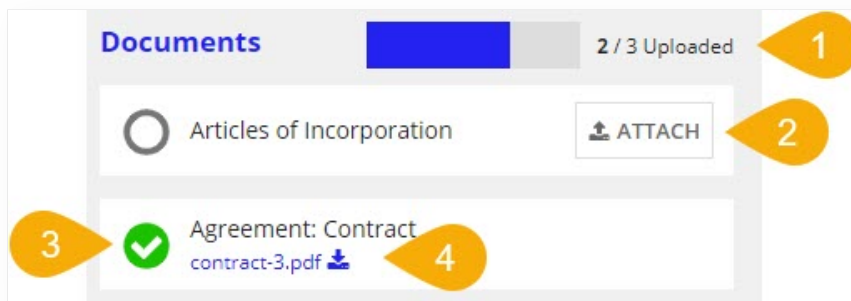 Documents
2 / 3 Uploaded
1
Articles of Incorporation
ATTACH
2
3
Agreement: Contract
contract-3.pdf
4